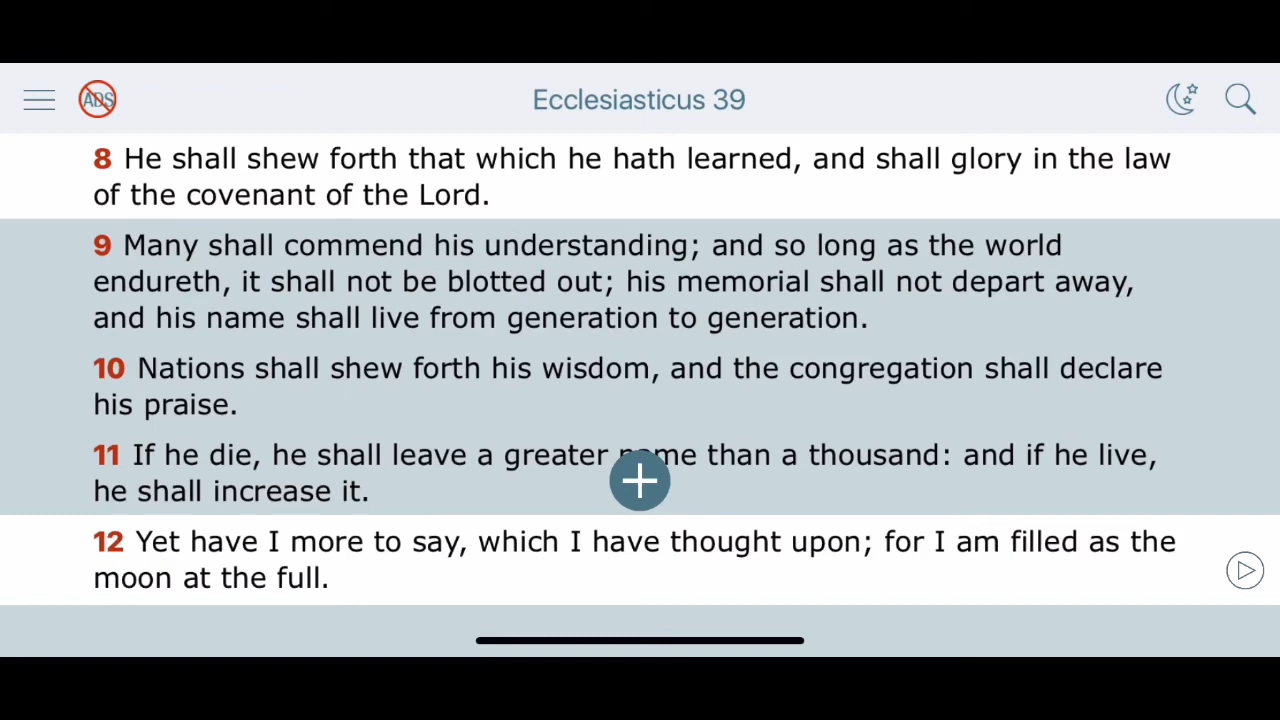 ADS
Ecclesiasticus 39
8 He shall shew forth that which he hath learned, and shall glory in the law
of the covenant of the Lord.
9 Many shall commend his understanding; and so long as the world
endureth, it shall not be blotted out; his memorial shall not depart away,
and his name shall live from generation to generation.
10 Nations shall shew forth his wisdom, and the congregation shall declare
his praise.
11 If he die, he shall leave a greater name than a thousand: and if he live,
he shall increase it.
12 Yet have I more to say, which I have thought upon; for I am filled as the
moon at the full.